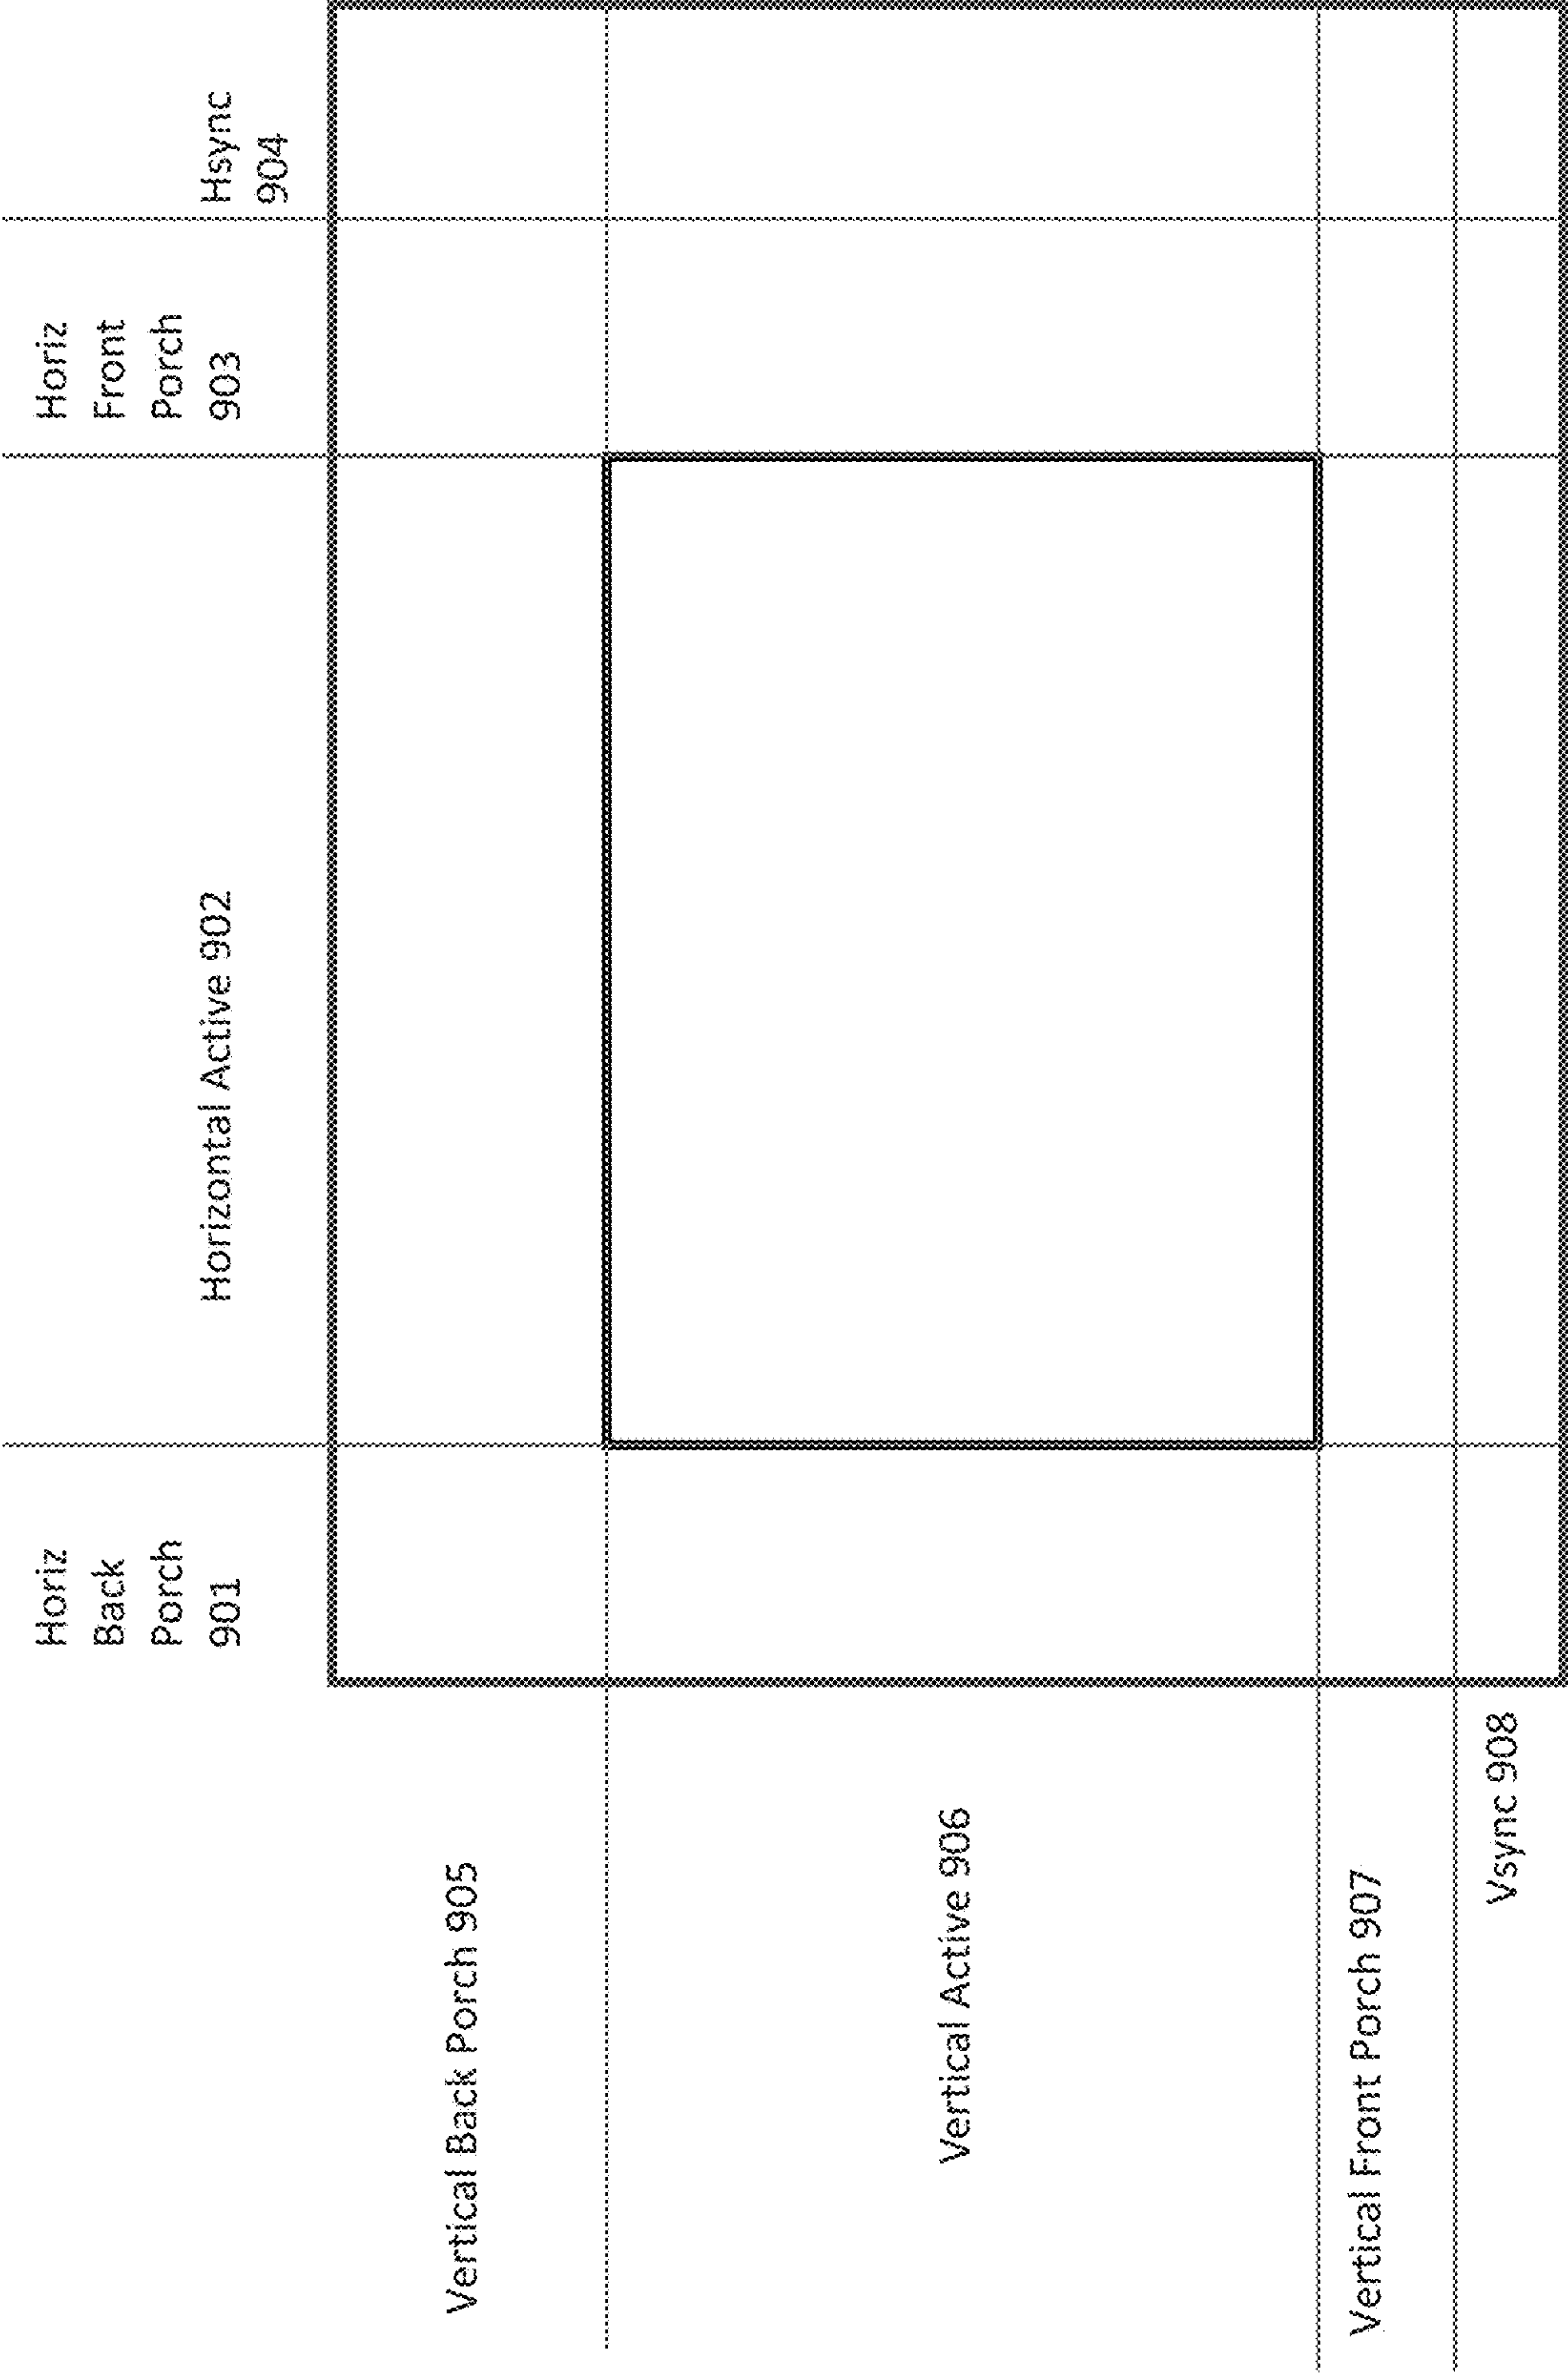 Horiz
Back
Porch
901
Horizontal Active 902
Horiz
Front
Porch
903
Hsync
904
Vertical Back Porch 905
Vertical Active 906
Vertical Front Porch 907
Vsync 908